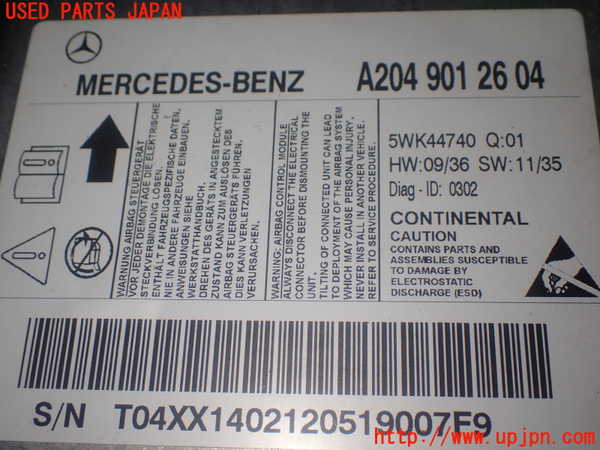 USED PARTS JAPAN
MERCEDES-BENZ
A204 901 26 04
WARNUNG: AIRBAG STEUERGERÄT
VOR JEDER DEMONTAGE DIE ELEKTRISCHE
STECKVERBINDUNG LÖSEN.
ENTHÄLT FAHRZEUGSPEZIFISCHE DATEN,
NIE IN ANDERE FAHRZEUGE EINBAUEN.
ANWEISUNGEN SIEHE
WERKSTATTHANDBUCH.
DREHEN DES GERÄTS IN ANGESTECKTEM
ZUSTAND KANN ZUM AUSLÖSEN DES
AIRBAG STEUERGERÄTS FÜHREN.
DIES KANN VERLETZUNGEN
VERURSACHEN.
WARNING: AIRBAG CONTROL MODULE
ALWAYS DISCONNECT THE ELECTRICAL
CONNECTOR BEFORE DISMOUNTING THE
UNIT.
TILTING OF CONNECTED UNIT CAN LEAD
TO DEPLOYMENT OF THE AIRBAG SYSTEM
WHICH MAY CAUSE PERSONAL INJURY.
NEVER INSTALL IN ANOTHER VEHICLE.
REFER TO SERVICE PROCEDURE.
5WK44740 Q:01
HW:09/36 SW:11/35
Diag - ID: 0302
CONTINENTAL
CAUTION
CONTAINS PARTS AND
ASSEMBLIES SUSCEPTIBLE
TO DAMAGE BY
ELECTROSTATIC
DISCHARGE (ESD)
S/N T04XX1402120519007F9
http://www.upjpn.com/